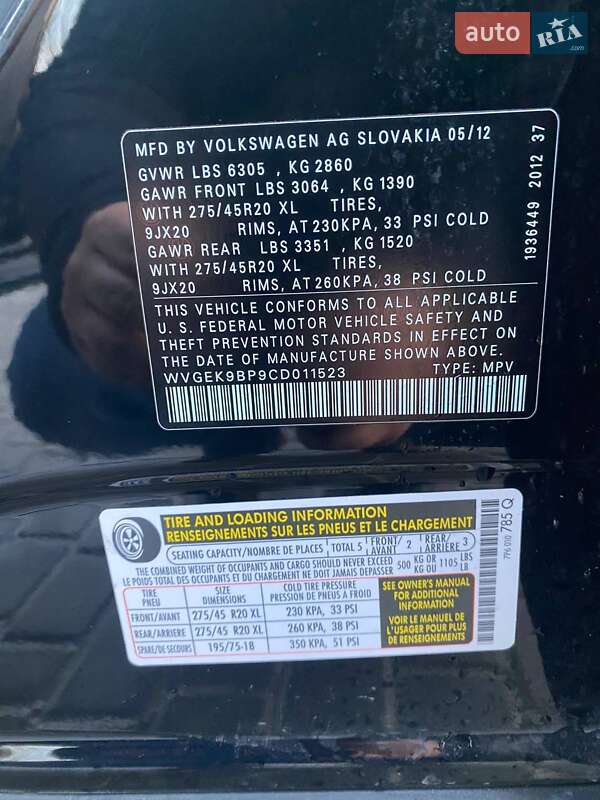 auto RIA .com
MFD BY VOLKSWAGEN AG SLOVAKIA 05/12
GVWR LBS 6305 , KG 2860
GAWR FRONT LBS 3064 , KG 1390
WITH 275/45R20 XL TIRES,
9JX20 RIMS, AT 230KPA, 33 PSI COLD
GAWR REAR LBS 3351 , KG 1520
WITH 275/45R20 XL TIRES,
9JX20 RIMS, AT 260KPA, 38 PSI COLD
THIS VEHICLE CONFORMS TO ALL APPLICABLE
U. S. FEDERAL MOTOR VEHICLE SAFETY AND
THEFT PREVENTION STANDARDS IN EFFECT ON
THE DATE OF MANUFACTURE SHOWN ABOVE.
WVGEK9BP9CD011523 TYPE: MPV
1936449 2012 37
TIRE AND LOADING INFORMATION
RENSEIGNEMENTS SUR LES PNEUS ET LE CHARGEMENT
SEATING CAPACITY/NOMBRE DE PLACES TOTAL 5 FRONT/AVANT 2 REAR/ARRIÈRE 3
THE COMBINED WEIGHT OF OCCUPANTS AND CARGO SHOULD NEVER EXCEED 500 KG OR 1105 LBS
LE POIDS TOTAL DES OCCUPANTS ET DU CHARGEMENT NE DOIT JAMAIS DÉPASSER KG OU LB
TIRE PNEU SIZE DIMENSIONS COLD TIRE PRESSURE PRESSION DE PNEUS À FROID
FRONT/AVANT 275/45 R20 XL 230 KPA, 33 PSI
REAR/ARRIÈRE 275/45 R20 XL 260 KPA, 38 PSI
SPARE/DE SECOURS 195/75-18 350 KPA, 51 PSI
SEE OWNER'S MANUAL
FOR ADDITIONAL
INFORMATION
VOIR LE MANUEL DE
L'USAGER POUR PLUS
DE RENSEIGNEMENTS
7P6 010 785 Q